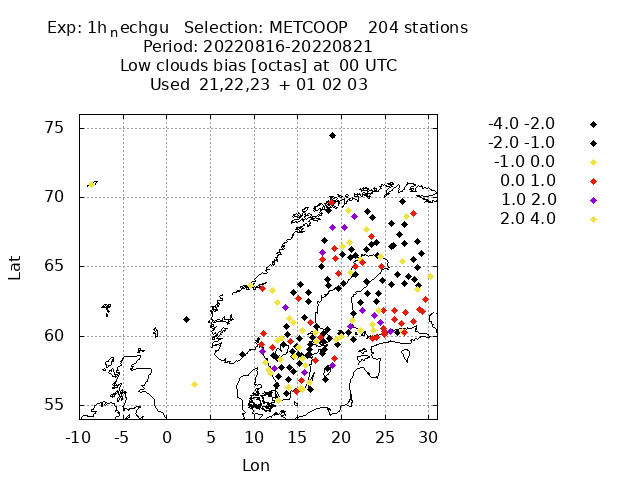 Exp: 1h n echgu Selection: METCOOP 204 stations
Period: 20220816-20220821
Low clouds bias [octas] at 00 UTC
Used 21,22,23 + 01 02 03
75
70
65
60
55
-10 -5 0 5 10 15 20 25 30
Lat
Lon
-4.0 -2.0
-2.0 -1.0
-1.0 0.0
0.0 1.0
1.0 2.0
2.0 4.0